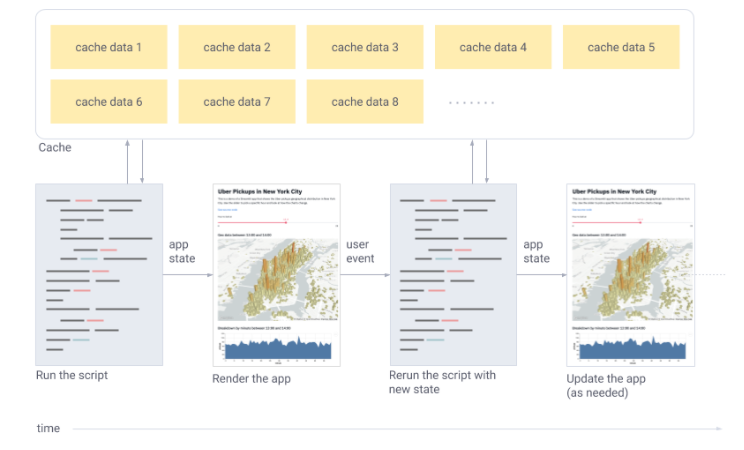 cache data 1
cache data 2
cache data 3
cache data 4
cache data 5
cache data 6
cache data 7
cache data 8
.......
Cache
Uber Pickups in New York City
Uber Pickups in New York City
app
state
user
event
app
state
Run the script
Render the app
Rerun the script with
new state
Update the app
(as needed)
time